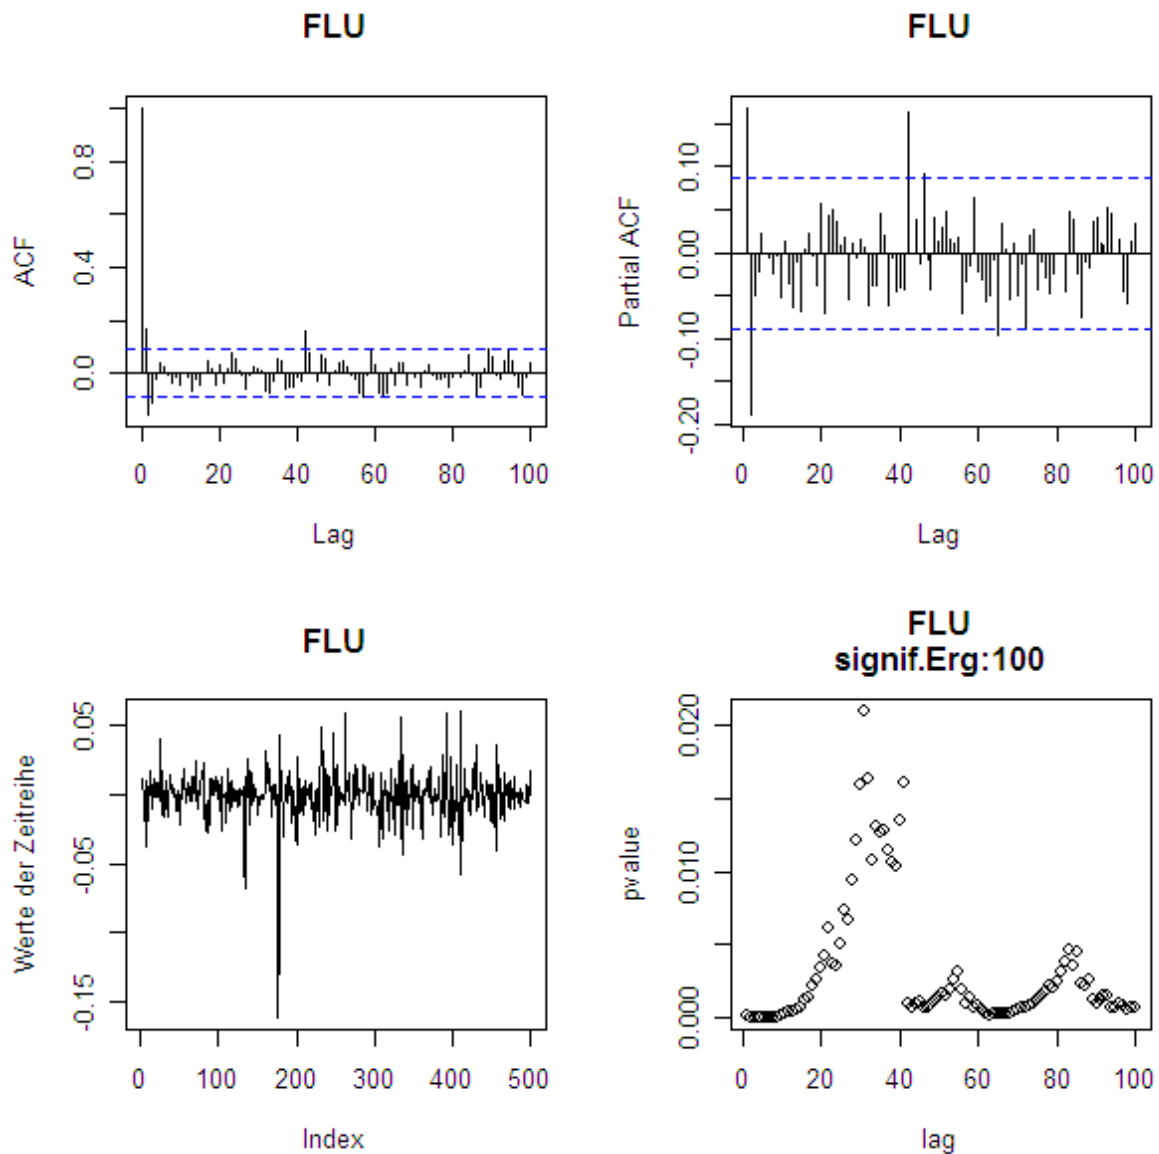 FLU
ACF
0.0 0.4 0.8
0 20 40 60 80 100
Lag
FLU
Partial ACF
-0.20 -0.10 0.00 0.10
0 20 40 60 80 100
Lag
FLU
Werte der Zeitreihe
-0.15 -0.05 0.05
0 100 200 300 400 500
Index
FLU
signif.Erg:100
pvalue
0.000 0.010 0.020
0 20 40 60 80 100
lag